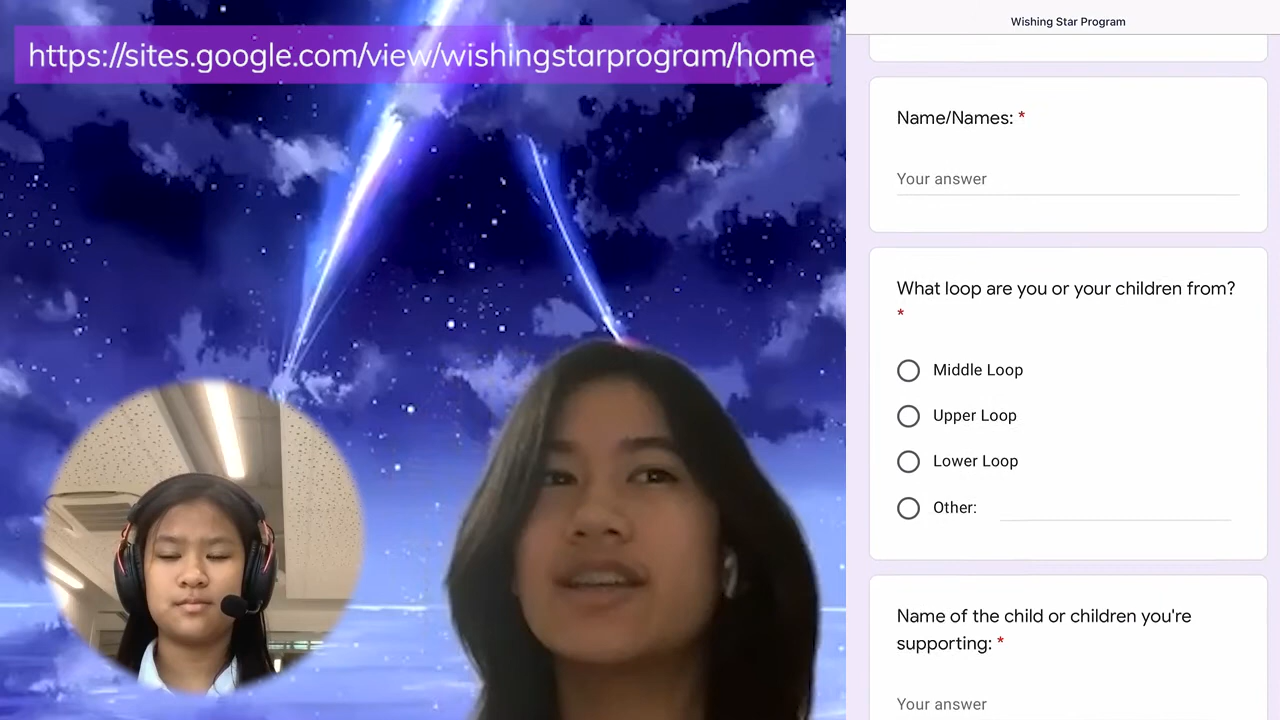 https://sites.google.com/view/wishingstarprogram/home
Wishing Star Program
Name/Names: *
Your answer
What loop are you or your children from?
*
Middle Loop
Upper Loop
Lower Loop
Other:
Name of the child or children you're
supporting: *
Your answer